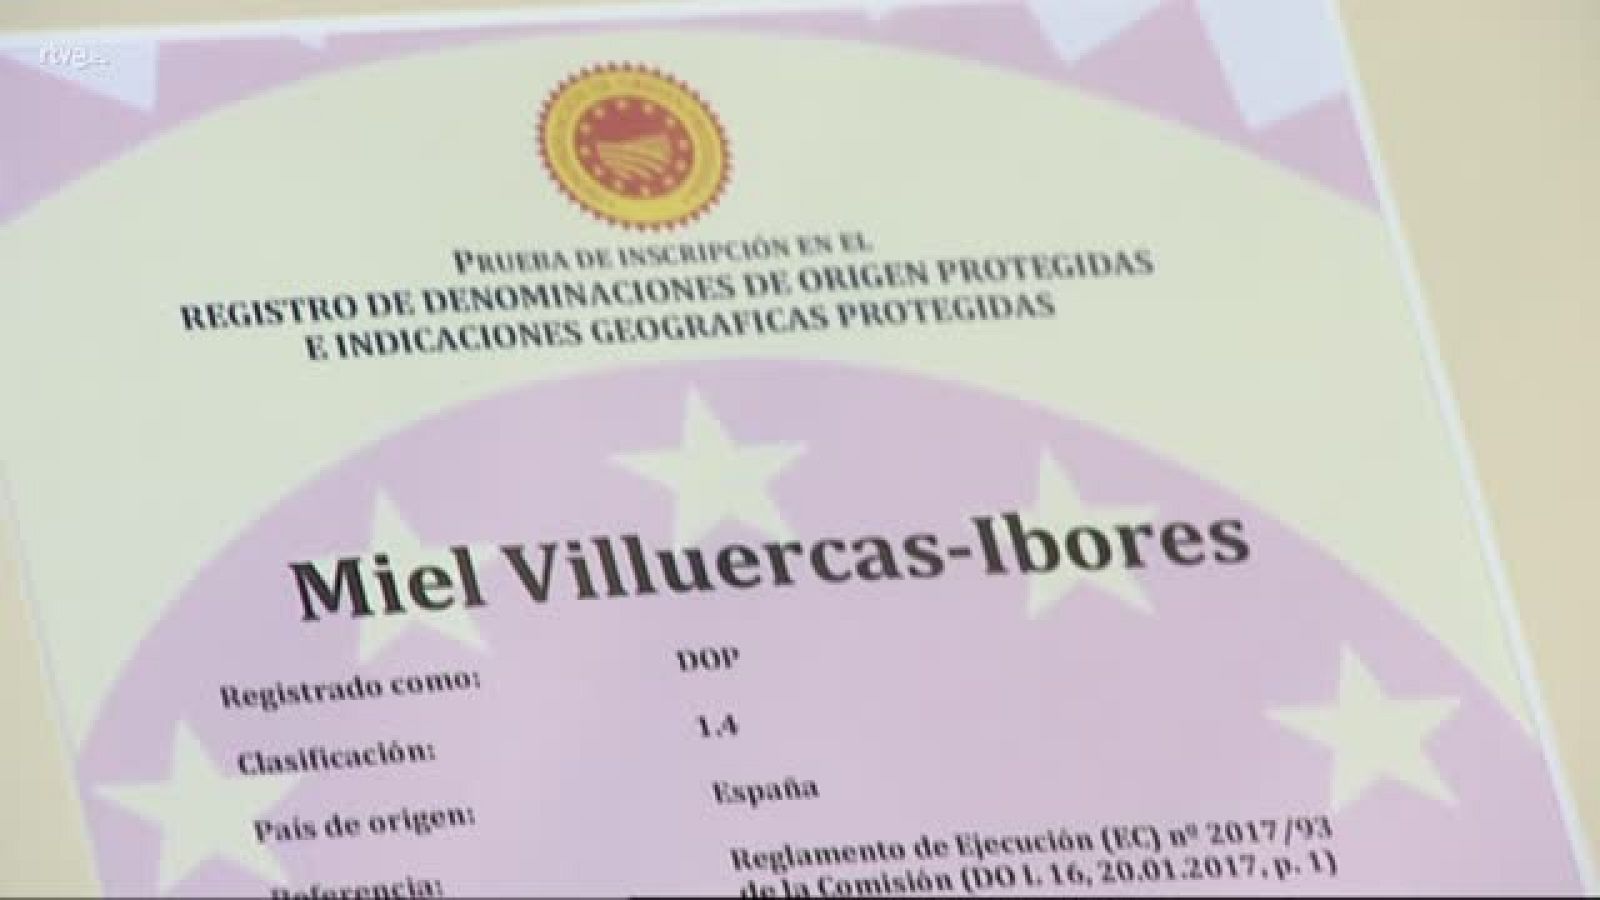 rtve
PRUEBA DE INSCRIPCIÓN EN EL
REGISTRO DE DENOMINACIONES DE ORIGEN PROTEGIDAS
E INDICACIONES GEOGRAFICAS PROTEGIDAS
Miel Villuercas-Ibores
Registrado como: DOP
Clasificación: 1.4
País de origen: España
Referencia: Reglamento de Ejecución (EC) nº 2017/93
de la Comisión (DO L 16, 20.01.2017, p. 1)